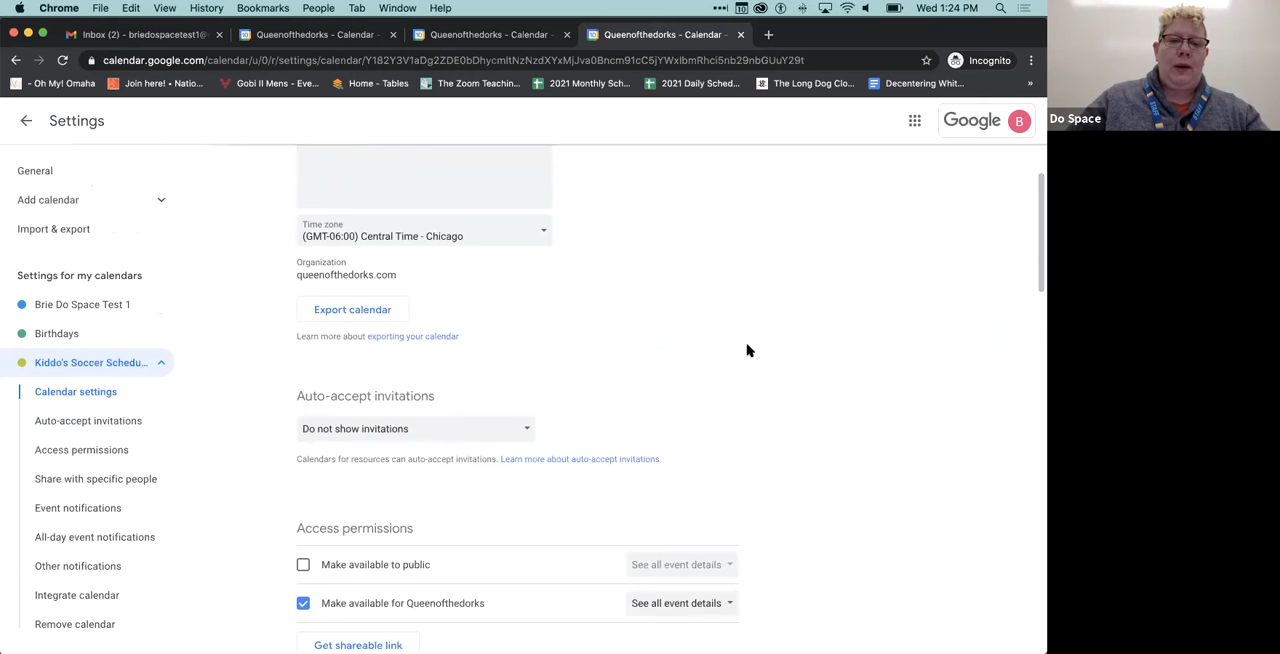 Chrome File Edit View History Bookmarks People Tab Window Help Wed 1:24 PM
Inbox (2) - briedospacetest1@ Queenofthedorks - Calendar - Queenofthedorks - Calendar - Queenofthedorks - Calendar -
calendar.google.com/calendar/u/0/r/settings/calendar/ Incognito
- Oh My! Omaha Join here! • Natio... Gobi II Mens - Eve... Home - Tables The Zoom Teachin... 2021 Monthly Sch... 2021 Daily Sched... The Long Dog Clo... Decentering Whit... »
Settings
Google B
Do Space
General
Add calendar
Import & export
Settings for my calendars
Brie Do Space Test 1
Birthdays
Kiddo's Soccer Schedu...
Calendar settings
Auto-accept invitations
Access permissions
Share with specific people
Event notifications
All-day event notifications
Other notifications
Integrate calendar
Remove calendar
Time zone
(GMT-06:00) Central Time - Chicago
Organization
queenofthedorks.com
Export calendar
Learn more about exporting your calendar
Auto-accept invitations
Do not show invitations
Calendars for resources can auto-accept invitations. Learn more about auto-accept invitations
Access permissions
Make available to public See all event details
Make available for Queenofthedorks See all event details
Get shareable link